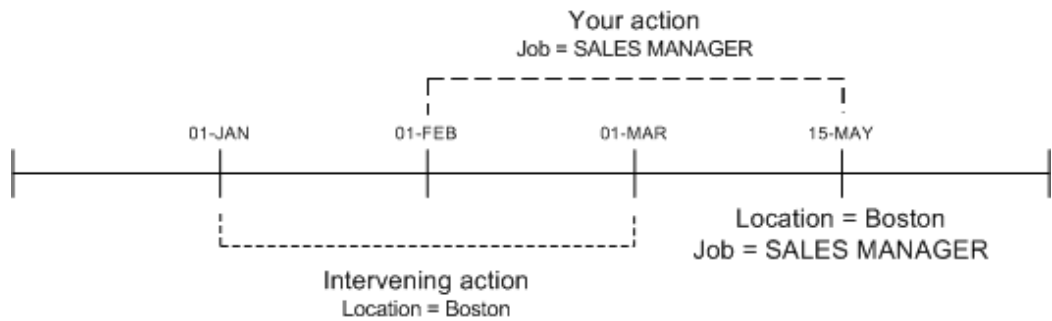 Your action
Job = SALES MANAGER
01-JAN 01-FEB 01-MAR 15-MAY
Location = Boston
Job = SALES MANAGER
Intervening action
Location = Boston